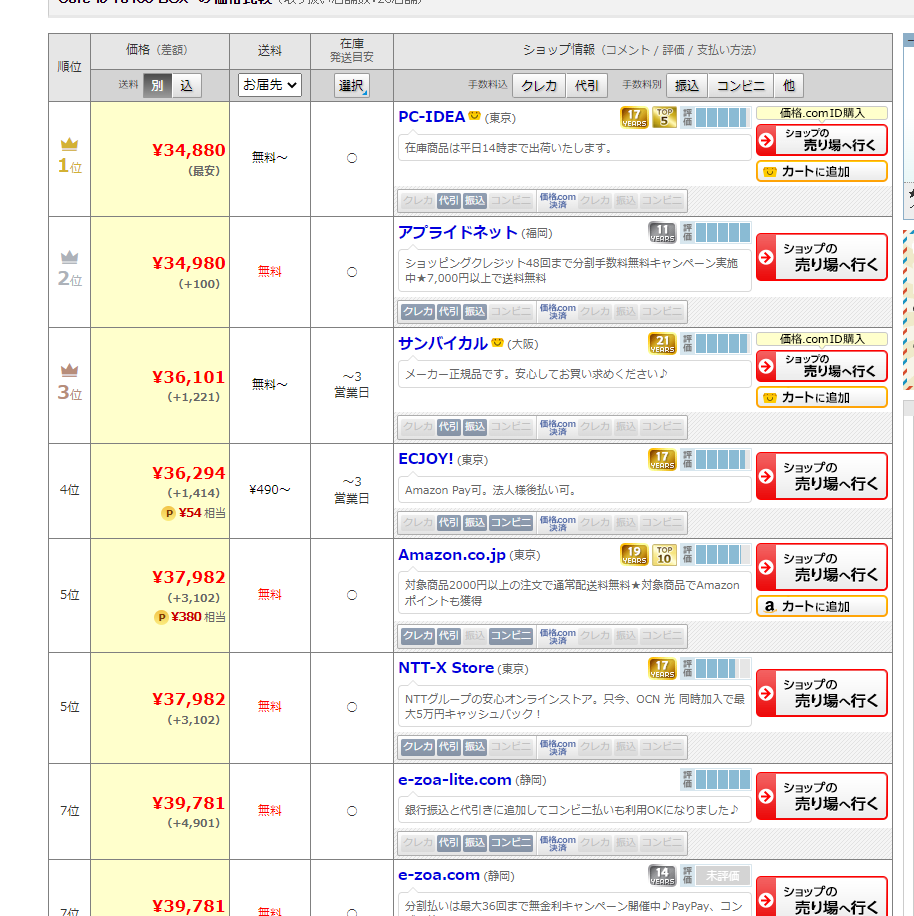 順位
価格（差額）
送料
在庫
発送目安
ショップ情報（コメント / 評価 / 支払い方法）
送料 別 込
お届先
選択
手数料込 クレカ 代引 手数料別 振込 コンビニ 他
1位
¥34,880
（最安）
無料～
○
PC-IDEA (東京)
17 YEARS
TOP 5
評価
在庫商品は平日14時まで出荷いたします。
クレカ 代引 振込 コンビニ 価格.com決済 クレカ 振込 コンビニ
価格.comID購入
ショップの
売り場へ行く
カートに追加
2位
¥34,980
（+100）
無料
○
アプライドネット (福岡)
11 YEARS
評価
ショッピングクレジット48回まで分割手数料無料キャンペーン実施
中★7,000円以上で送料無料
クレカ 代引 振込 コンビニ 価格.com決済 クレカ 振込 コンビニ
ショップの
売り場へ行く
3位
¥36,101
（+1,221）
無料～
～3
営業日
サンバイカル (大阪)
21 YEARS
評価
メーカー正規品です。安心してお買い求めください♪
クレカ 代引 振込 コンビニ 価格.com決済 クレカ 振込 コンビニ
価格.comID購入
ショップの
売り場へ行く
カートに追加
4位
¥36,294
（+1,414）
P ¥54 相当
¥490～
～3
営業日
ECJOY! (東京)
17 YEARS
評価
Amazon Pay可。法人様後払い可。
クレカ 代引 振込 コンビニ 価格.com決済 クレカ 振込 コンビニ
ショップの
売り場へ行く
5位
¥37,982
（+3,102）
P ¥380 相当
無料
○
Amazon.co.jp (東京)
19 YEARS
TOP 10
評価
対象商品2000円以上の注文で通常配送料無料★対象商品でAmazon
ポイントも獲得
クレカ 代引 振込 コンビニ 価格.com決済 クレカ 振込 コンビニ
ショップの
売り場へ行く
a カートに追加
5位
¥37,982
（+3,102）
無料
○
NTT-X Store (東京)
17 YEARS
評価
NTTグループの安心オンラインストア。只今、OCN 光 同時加入で最
大5万円キャッシュバック！
クレカ 代引 振込 コンビニ 価格.com決済 クレカ 振込 コンビニ
ショップの
売り場へ行く
7位
¥39,781
（+4,901）
無料
○
e-zoa-lite.com (静岡)
評価
銀行振込と代引きに追加してコンビニ払いも利用OKになりました♪
クレカ 代引 振込 コンビニ 価格.com決済 クレカ 振込 コンビニ
ショップの
売り場へ行く
7位
¥39,781
無料
○
e-zoa.com (静岡)
14 YEARS
評価 未評価
分割払いは最大36回まで無金利キャンペーン開催中♪PayPay、コン
ショップの
売り場へ行く